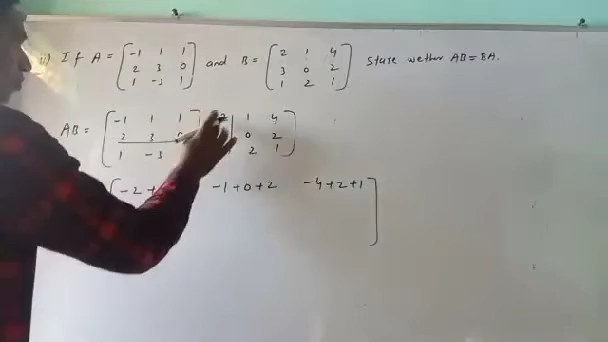 If A = [-1 1 1 and B = [2 1 4 State wether AB = BA.
2 3 0 3 0 2
1 -3 1] 1 2 1]
AB = [-1 1 1 2 1 4
2 3 0 0 2
1 -3 2 1]
[-2 + -1+0+2 -4+2+1]